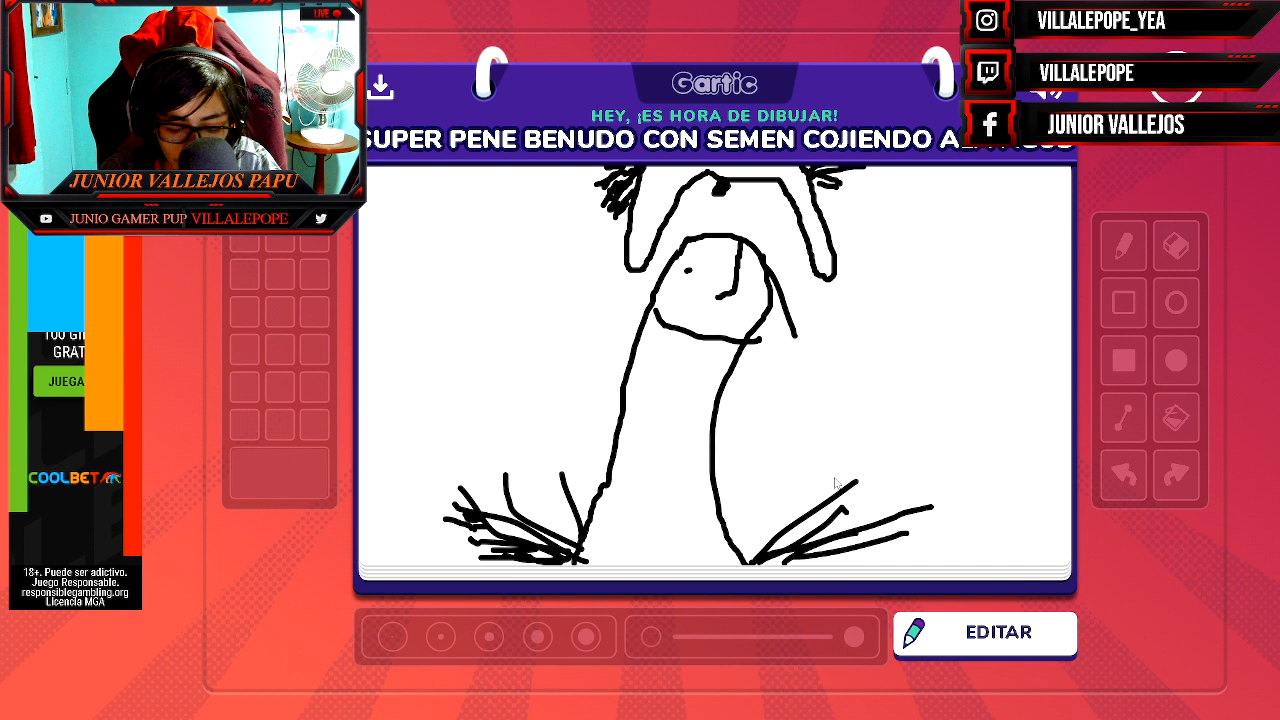 LIVE
JUNIOR VALLEJOS PAPU
JUNIO GAMER PUP VILLALEPOPE
VILLALEPOPE_YEA
VILLALEPOPE
JUNIOR VALLEJOS
Gartic
HEY, ¡ES HORA DE DIBUJAR!
SUPER PENE BENUDO CON SEMEN COJIENDO
100 GI
GRAT
JUEGA
COOLBET
18+. Puede ser adictivo.
Juego Responsable.
responsiblegambling.org
Licencia MGA
EDITAR